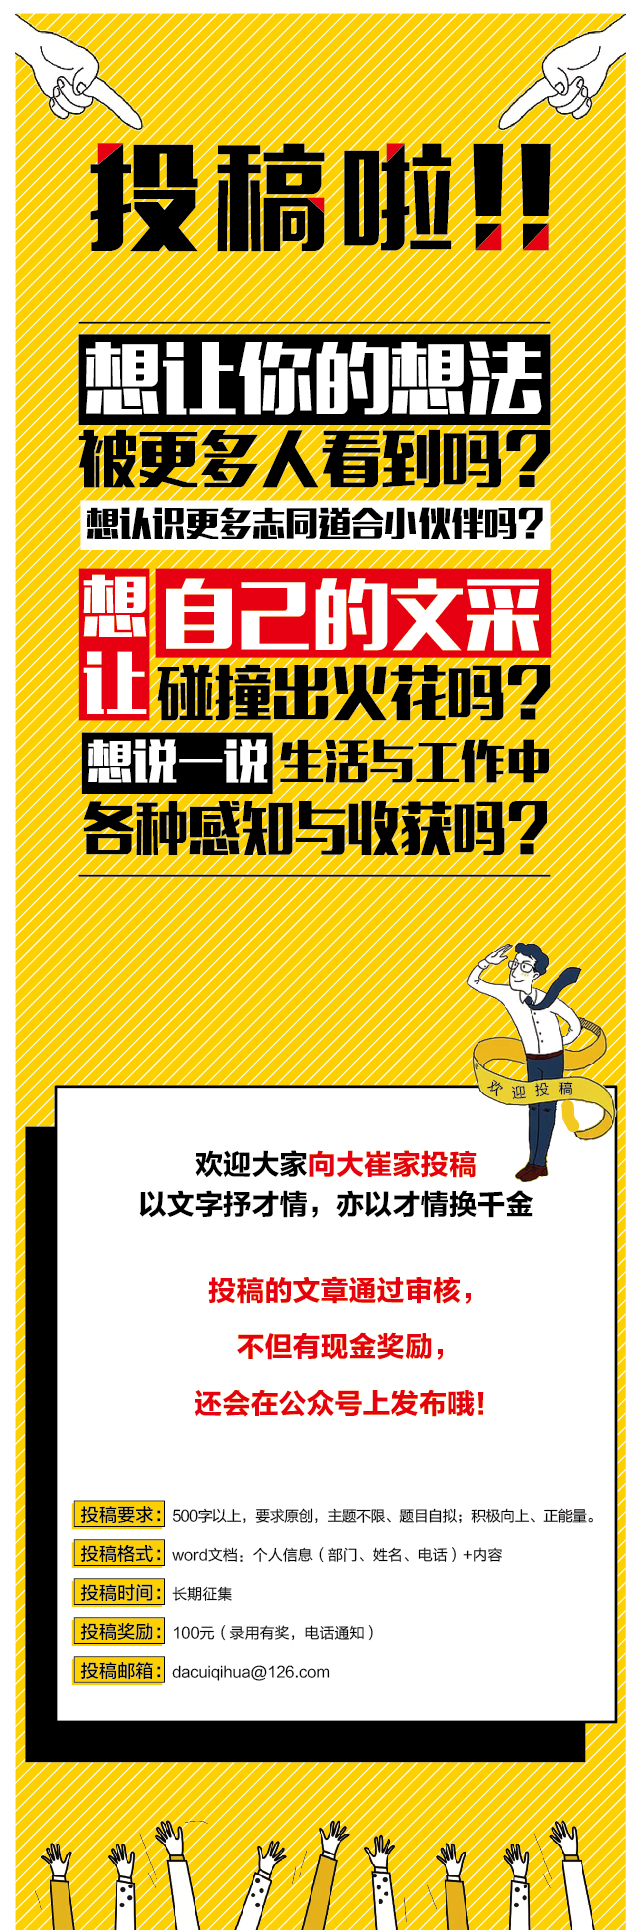 投稿啦!!
想让你的想法
被更多人看到吗?
想认识更多志同道合小伙伴吗?
想让 自己的文采
碰撞出火花吗?
想说一说 生活与工作中
各种感知与收获吗?
欢迎投稿
欢迎大家向大崔家投稿
以文字抒才情，亦以才情换千金
投稿的文章通过审核，
不但有现金奖励，
还会在公众号上发布哦!
投稿要求: 500字以上，要求原创，主题不限、题目自拟；积极向上、正能量。
投稿格式: word文档：个人信息（部门、姓名、电话）+内容
投稿时间: 长期征集
投稿奖励: 100元（录用有奖，电话通知）
投稿邮箱: dacuiqihua@126.com